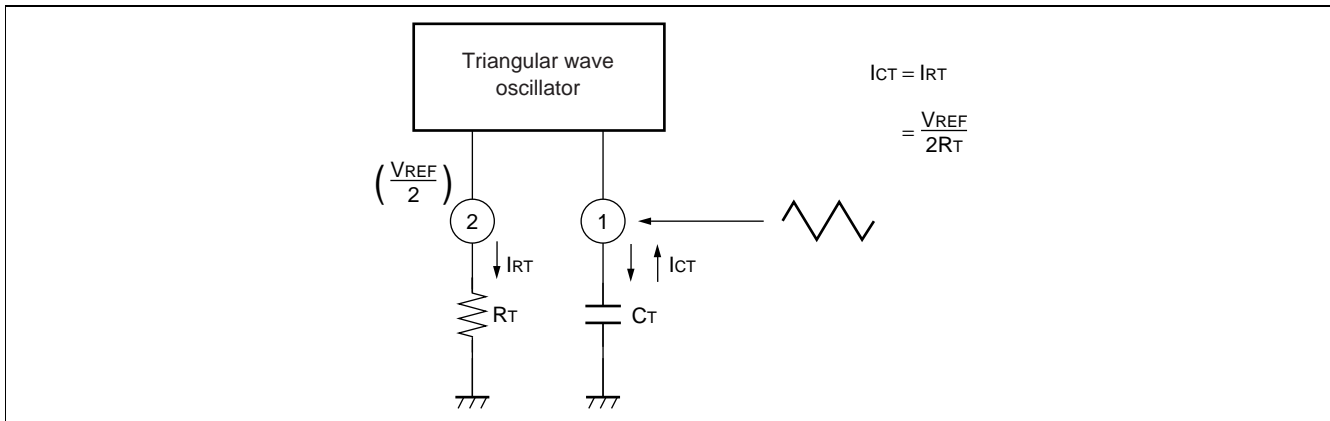 Triangular wave
oscillator
ICT = IRT
= VREF
2RT
(VREF
2)
2
1
IRT
ICT
RT
CT